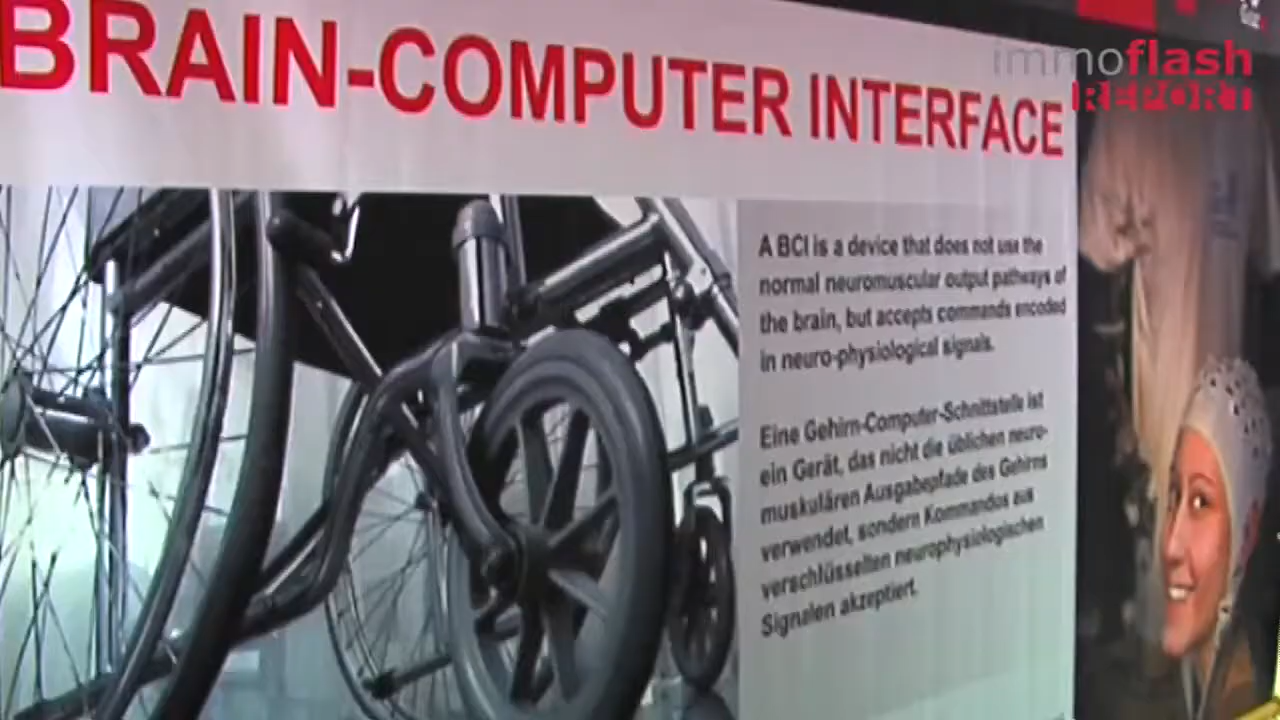 immoflash
REPORT
BRAIN-COMPUTER INTERFACE
A BCI is a device that does not use the
normal neuromuscular output pathways of
the brain, but accepts commands encoded
in neuro-physiological signals.
Eine Gehirn-Computer-Schnittstelle ist
ein Gerät, das nicht die üblichen neuro-
muskulären Ausgabepfade des Gehirns
verwendet, sondern Kommandos aus
verschlüsselten neurophysiologischen
Signalen akzeptiert.